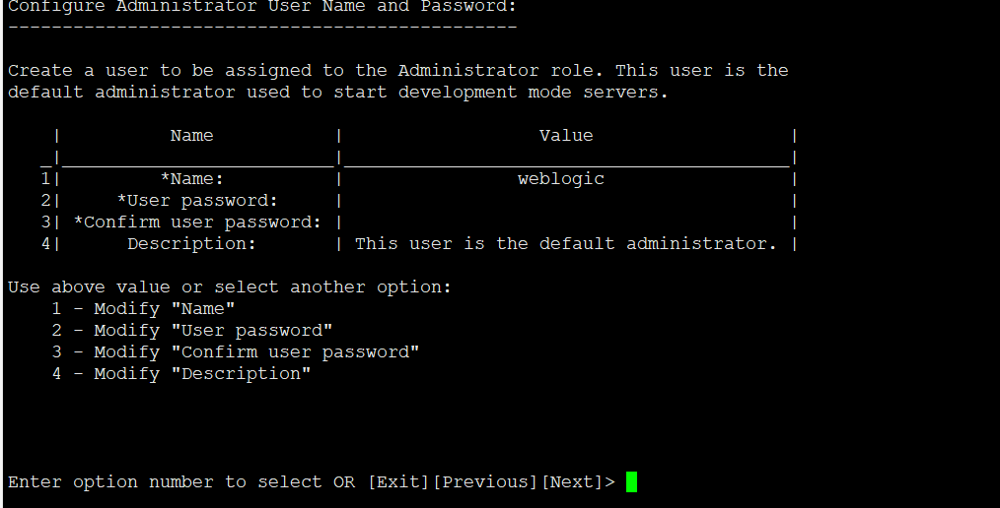 Configure Administrator User Name and Password:
-----------------------------------------------
Create a user to be assigned to the Administrator role. This user is the
default administrator used to start development mode servers.
| Name | Value |
_|_________________________|_________________________________________|
1| *Name: | weblogic |
2| *User password: | |
3| *Confirm user password: | |
4| Description: | This user is the default administrator. |
Use above value or select another option:
1 - Modify "Name"
2 - Modify "User password"
3 - Modify "Confirm user password"
4 - Modify "Description"
Enter option number to select OR [Exit][Previous][Next]>